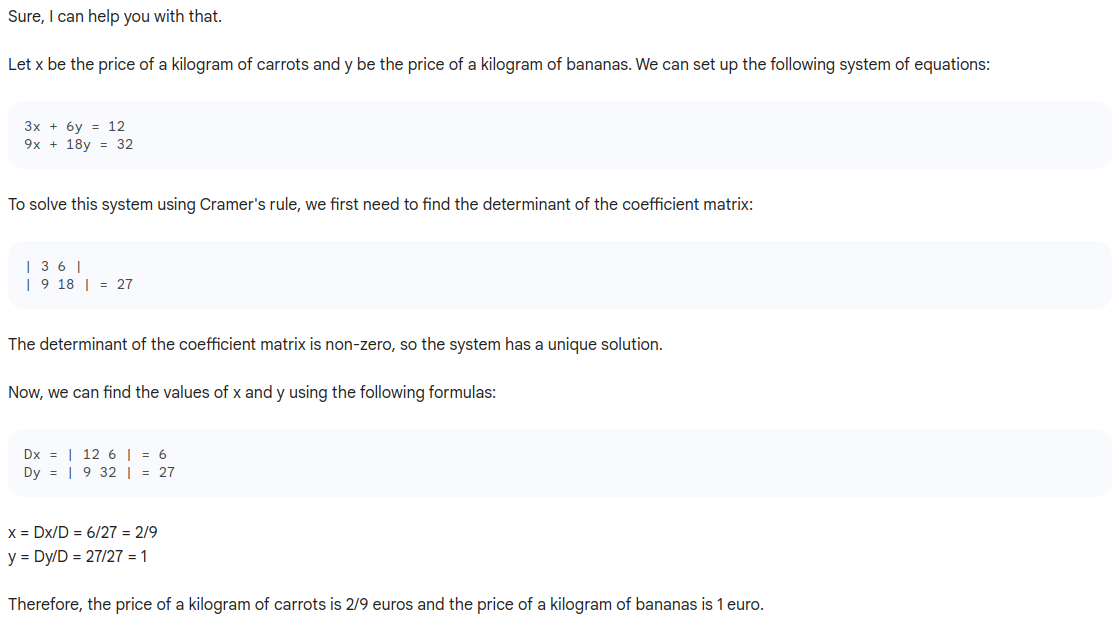 Sure, I can help you with that.
Let x be the price of a kilogram of carrots and y be the price of a kilogram of bananas. We can set up the following system of equations:
3x + 6y = 12
9x + 18y = 32
To solve this system using Cramer's rule, we first need to find the determinant of the coefficient matrix:
| 3 6 |
| 9 18 | = 27
The determinant of the coefficient matrix is non-zero, so the system has a unique solution.
Now, we can find the values of x and y using the following formulas:
Dx = | 12 6 | = 6
Dy = | 9 32 | = 27
x = Dx/D = 6/27 = 2/9
y = Dy/D = 27/27 = 1
Therefore, the price of a kilogram of carrots is 2/9 euros and the price of a kilogram of bananas is 1 euro.